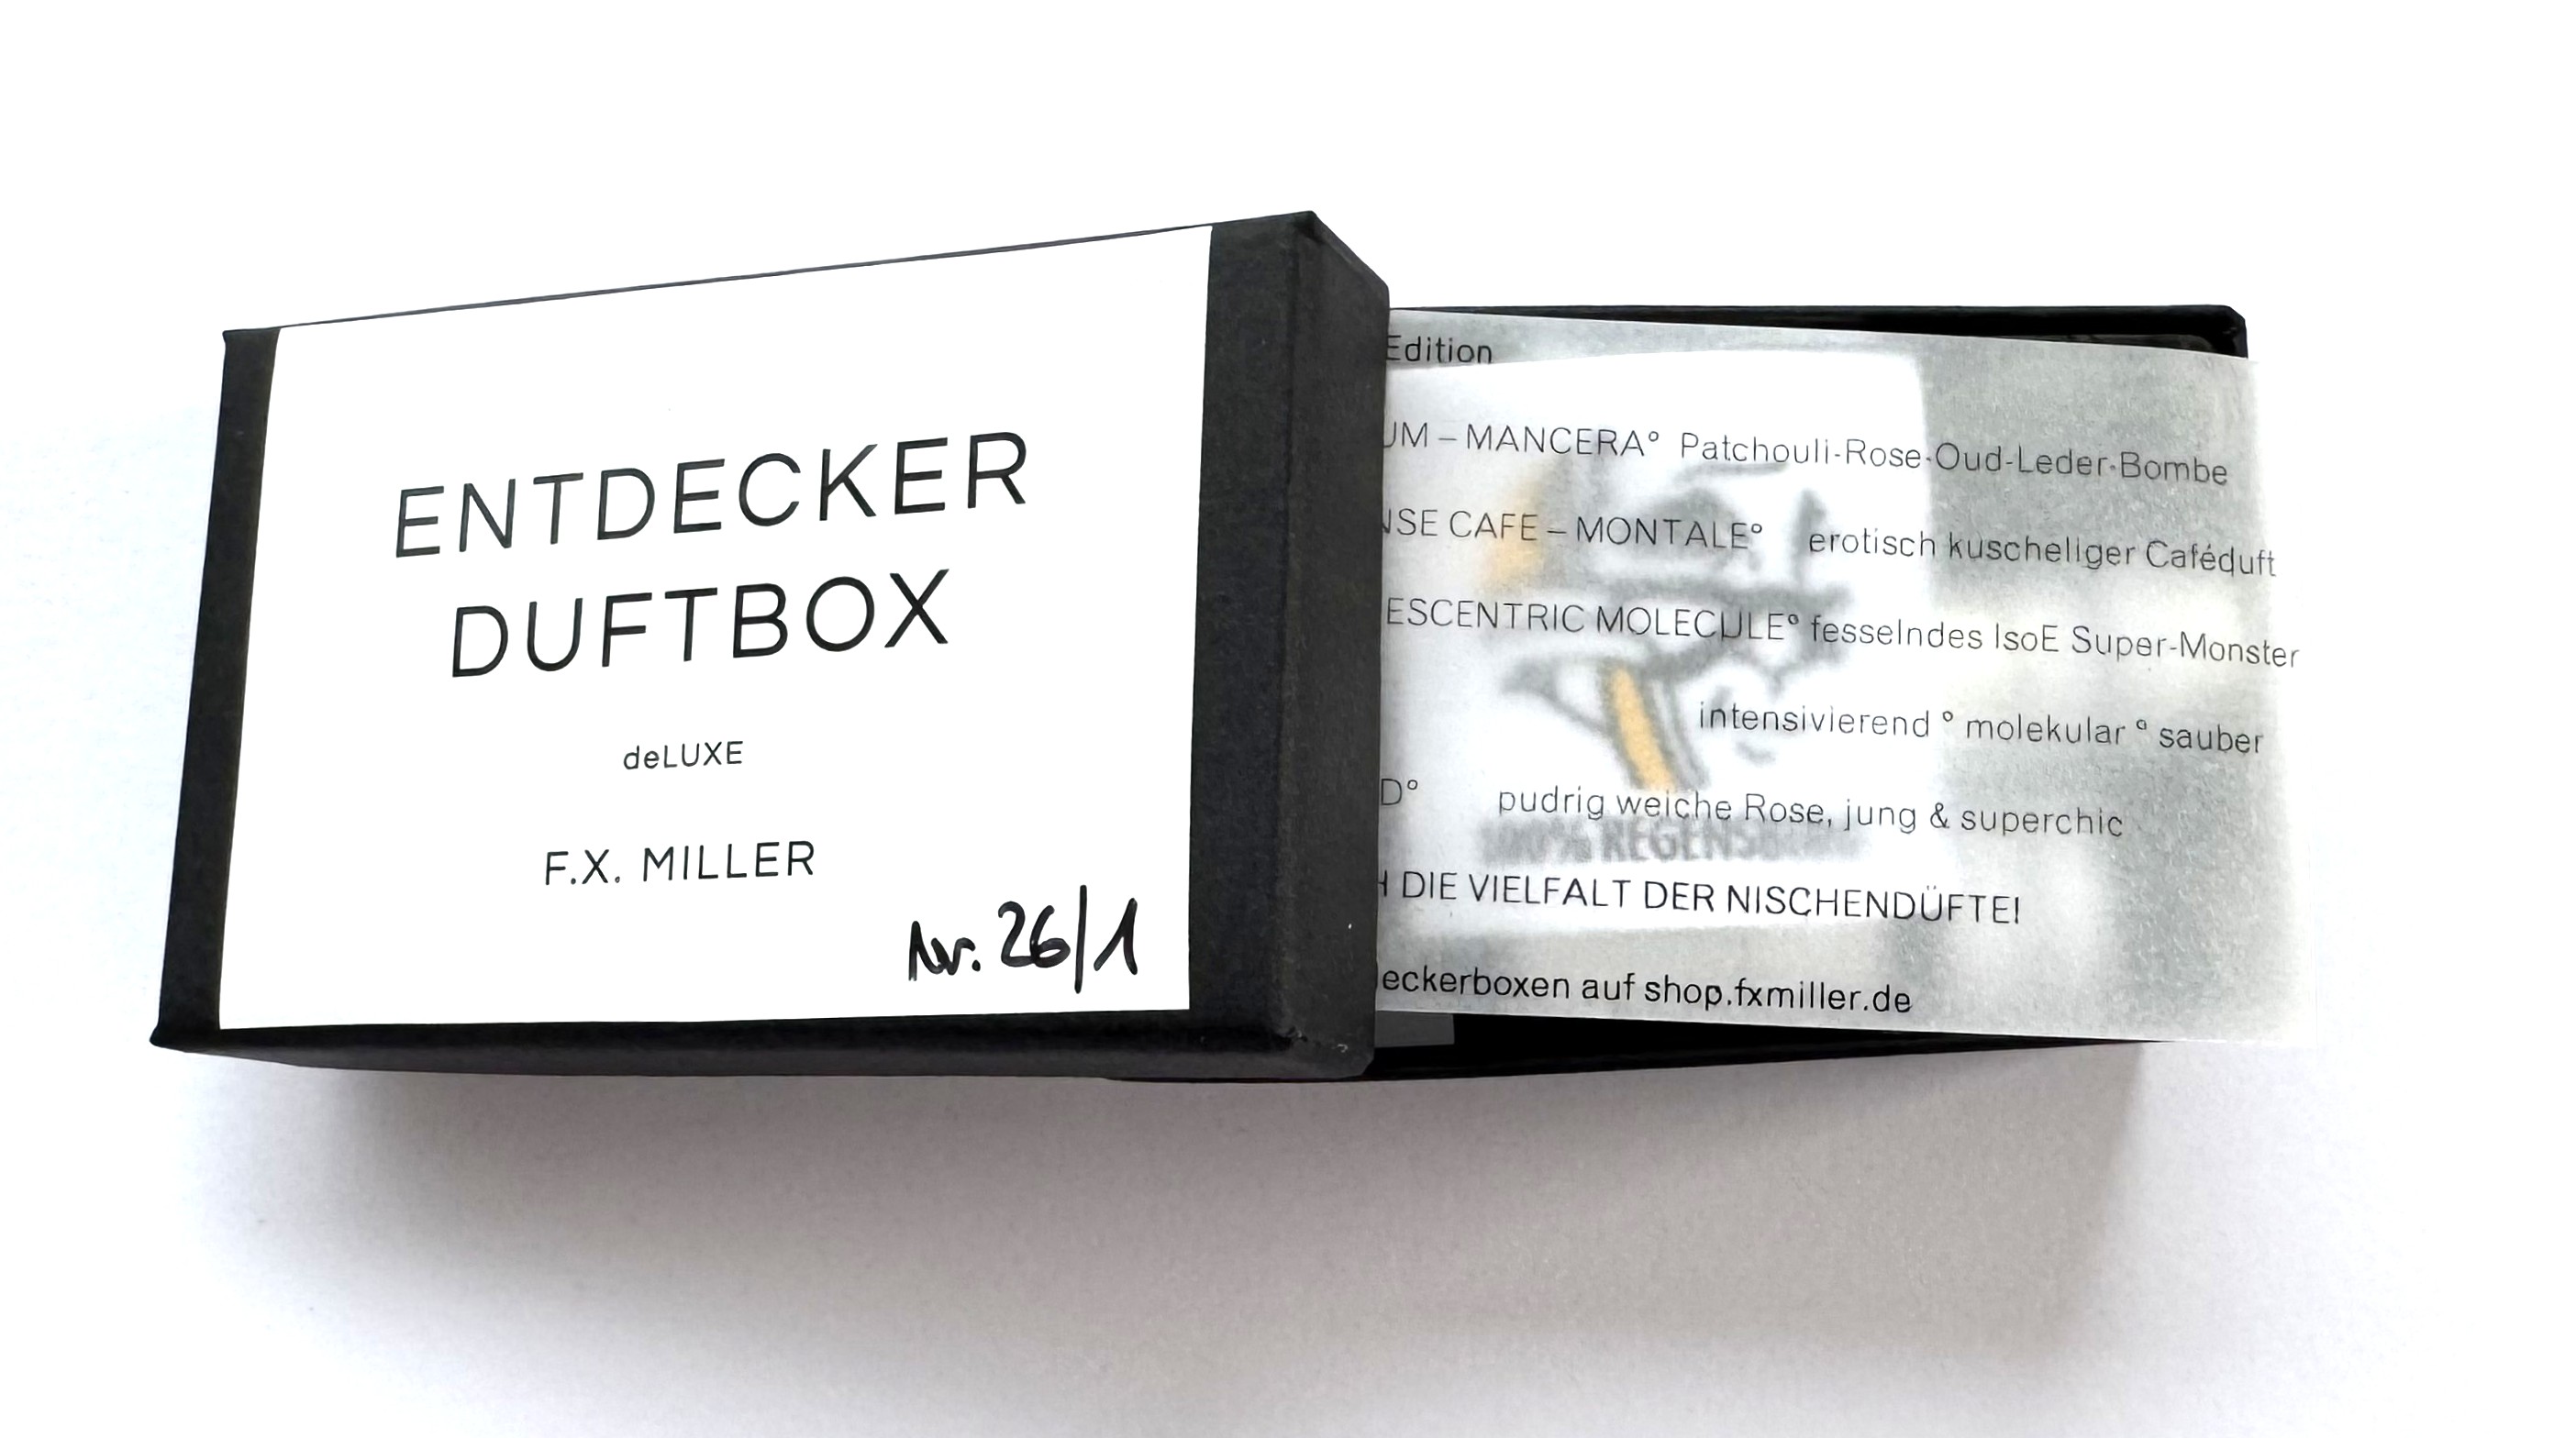 ENTDECKER
DUFTBOX
deLUXE
F.X. MILLER
Nr. 26/1
Edition
UM – MANCERA° Patchouli-Rose-Oud-Leder-Bombe
NSE CAFE – MONTALE° erotisch kuscheliger Caféduft
ESCENTRIC MOLECULE° fesselndes IsoE Super-Monster
intensivierend ° molekular ° sauber
D° pudrig weiche Rose, jung & superchic
100% REGENS
H DIE VIELFALT DER NISCHENDÜFTE!
eckerboxen auf shop.fxmiller.de